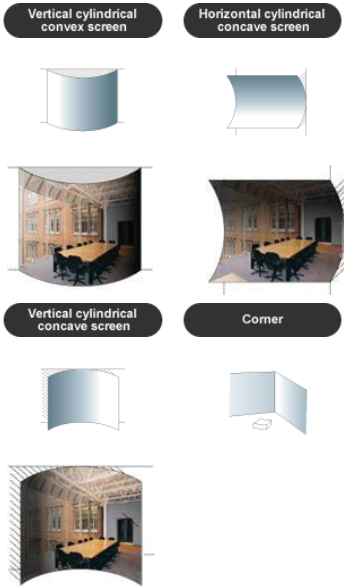 Vertical cylindrical
convex screen
Horizontal cylindrical
concave screen
Vertical cylindrical
concave screen
Corner